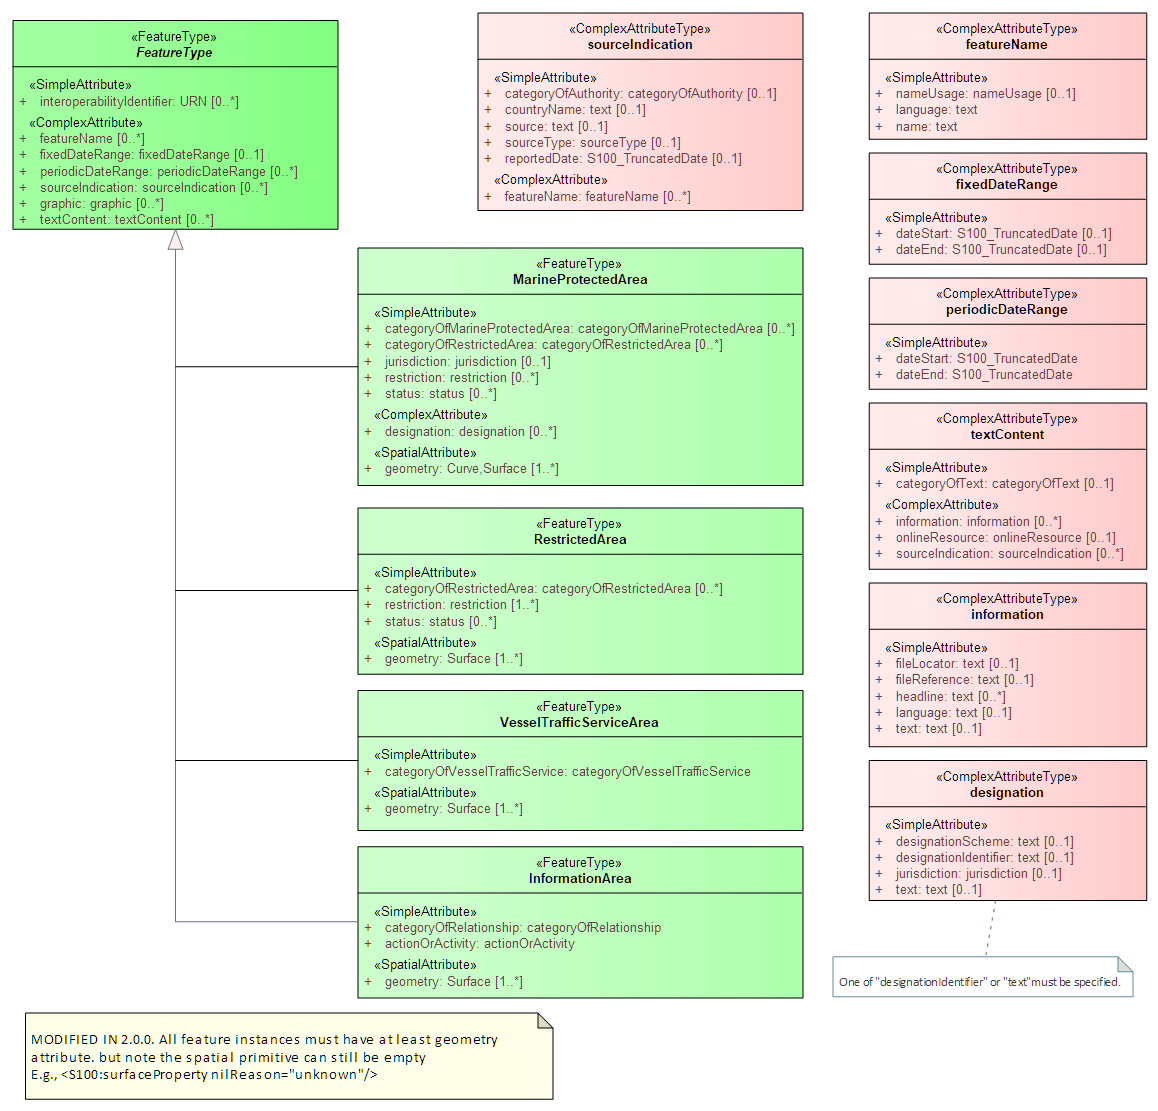 «FeatureType»
FeatureType
«SimpleAttribute»
+ interoperabilityIdentifier: URN [0..*]
«ComplexAttribute»
+ featureName [0..*]
+ fixedDateRange: fixedDateRange [0..1]
+ periodicDateRange: periodicDateRange [0..*]
+ sourceIndication: sourceIndication [0..*]
+ graphic: graphic [0..*]
+ textContent: textContent [0..*]
«ComplexAttributeType»
sourceIndication
«SimpleAttribute»
+ categoryOfAuthority: categoryOfAuthority [0..1]
+ countryName: text [0..1]
+ source: text [0..1]
+ sourceType: sourceType [0..1]
+ reportedDate: S100_TruncatedDate [0..1]
«ComplexAttribute»
+ featureName: featureName [0..*]
«FeatureType»
MarineProtectedArea
«SimpleAttribute»
+ categoryOfMarineProtectedArea: categoryOfMarineProtectedArea [0..*]
+ categoryOfRestrictedArea: categoryOfRestrictedArea [0..*]
+ jurisdiction: jurisdiction [0..1]
+ restriction: restriction [0..*]
+ status: status [0..*]
«ComplexAttribute»
+ designation: designation [0..*]
«SpatialAttribute»
+ geometry: Curve,Surface [1..*]
«FeatureType»
RestrictedArea
«SimpleAttribute»
+ categoryOfRestrictedArea: categoryOfRestrictedArea [0..*]
+ restriction: restriction [1..*]
+ status: status [0..*]
«SpatialAttribute»
+ geometry: Surface [1..*]
«FeatureType»
VesselTrafficServiceArea
«SimpleAttribute»
+ categoryOfVesselTrafficService: categoryOfVesselTrafficService
«SpatialAttribute»
+ geometry: Surface [1..*]
«FeatureType»
InformationArea
«SimpleAttribute»
+ categoryOfRelationship: categoryOfRelationship
+ actionOrActivity: actionOrActivity
«SpatialAttribute»
+ geometry: Surface [1..*]
«ComplexAttributeType»
featureName
«SimpleAttribute»
+ nameUsage: nameUsage [0..1]
+ language: text
+ name: text
«ComplexAttributeType»
fixedDateRange
«SimpleAttribute»
+ dateStart: S100_TruncatedDate [0..1]
+ dateEnd: S100_TruncatedDate [0..1]
«ComplexAttributeType»
periodicDateRange
«SimpleAttribute»
+ dateStart: S100_TruncatedDate
+ dateEnd: S100_TruncatedDate
«ComplexAttributeType»
textContent
«SimpleAttribute»
+ categoryOfText: categoryOfText [0..1]
«ComplexAttribute»
+ information: information [0..*]
+ onlineResource: onlineResource [0..1]
+ sourceIndication: sourceIndication [0..*]
«ComplexAttributeType»
information
«SimpleAttribute»
+ fileLocator: text [0..1]
+ fileReference: text [0..1]
+ headline: text [0..*]
+ language: text [0..1]
+ text: text [0..1]
«ComplexAttributeType»
designation
«SimpleAttribute»
+ designationScheme: text [0..1]
+ designationIdentifier: text [0..1]
+ jurisdiction: jurisdiction [0..1]
+ text: text [0..1]
One of "designationIdentifier" or "text"must be specified.
MODIFIED IN 2.0.0. All feature instances must have at least geometry
attribute. but note the spatial primitive can still be empty
E.g., <S100:surfaceProperty nilReason="unknown"/>